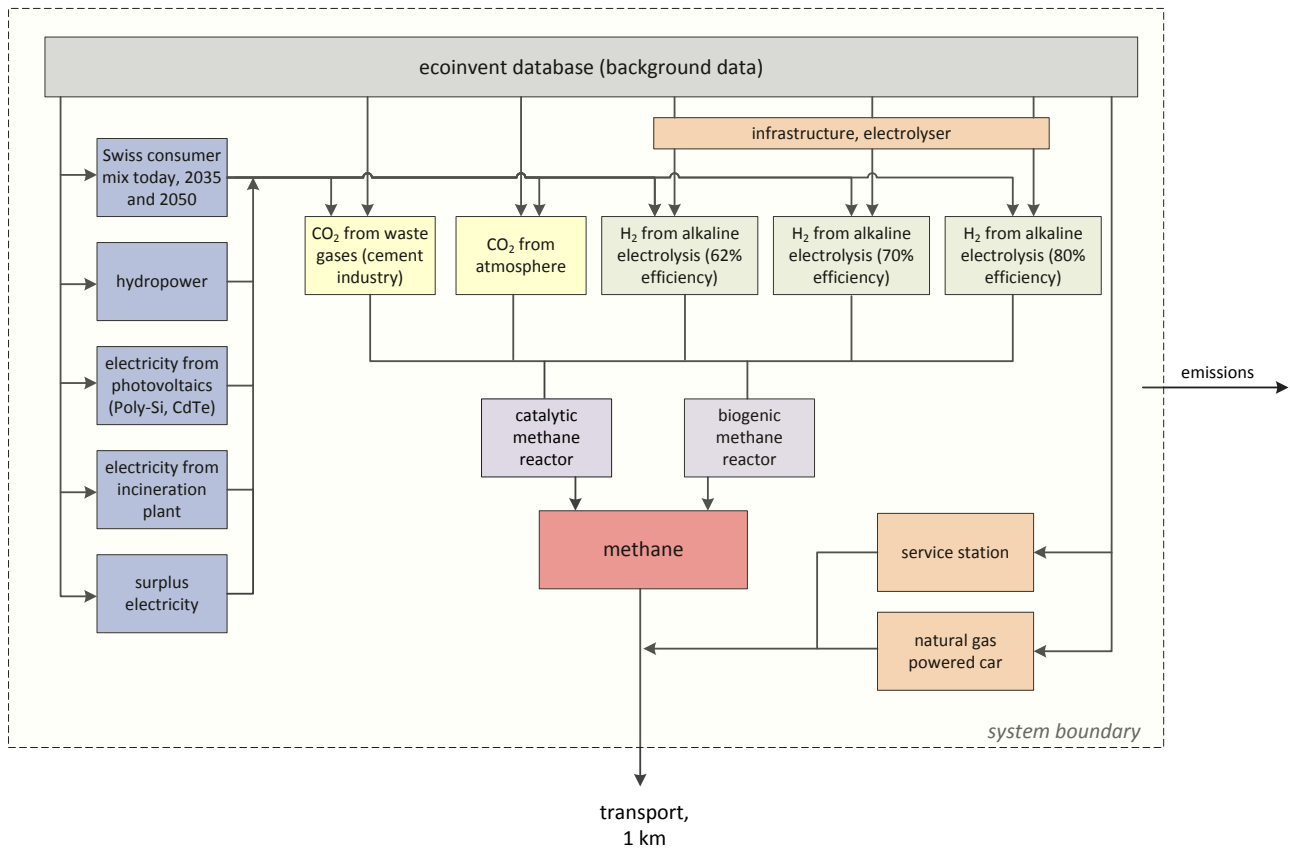 ecoinvent database (background data)
infrastructure, electrolyser
Swiss consumer
mix today, 2035
and 2050
hydropower
electricity from
photovoltaics
(Poly-Si, CdTe)
electricity from
incineration
plant
surplus
electricity
CO₂ from waste
gases (cement
industry)
CO₂ from
atmosphere
H₂ from alkaline
electrolysis (62%
efficiency)
H₂ from alkaline
electrolysis (70%
efficiency)
H₂ from alkaline
electrolysis (80%
efficiency)
catalytic
methane
reactor
biogenic
methane
reactor
methane
service station
natural gas
powered car
emissions
system boundary
transport,
1 km